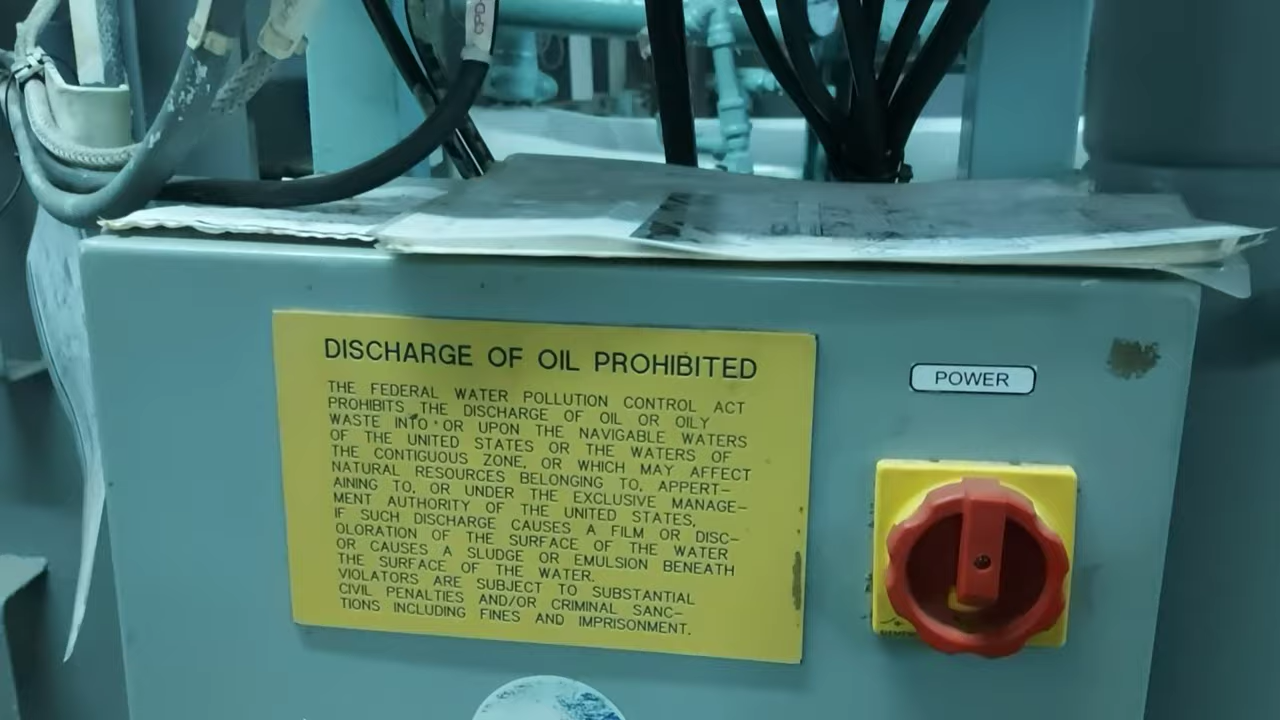 CPD
DISCHARGE OF OIL PROHIBITED
THE FEDERAL WATER POLLUTION CONTROL ACT
PROHIBITS THE DISCHARGE OF OIL OR OILY
WASTE INTO OR UPON THE NAVIGABLE WATERS
OF THE UNITED STATES OR THE WATERS OF
THE CONTIGUOUS ZONE, OR WHICH MAY AFFECT
NATURAL RESOURCES BELONGING TO, APPERT-
AINING TO, OR UNDER THE EXCLUSIVE MANAGE-
MENT AUTHORITY OF THE UNITED STATES,
IF SUCH DISCHARGE CAUSES A FILM OR DISC-
OLORATION OF THE SURFACE OF THE WATER
OR CAUSES A SLUDGE OR EMULSION BENEATH
THE SURFACE OF THE WATER.
VIOLATORS ARE SUBJECT TO SUBSTANTIAL
CIVIL PENALTIES AND/OR CRIMINAL SANC-
TIONS INCLUDING FINES AND IMPRISONMENT.
POWER